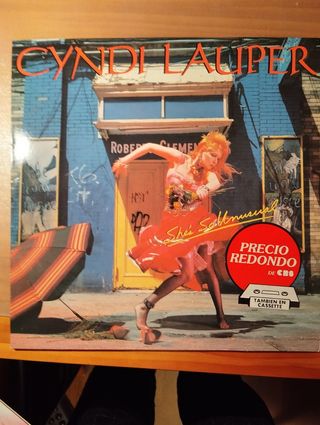 CYNDI LAUPER
ROBER CLEMEN
She's So Unusual
PRECIO
REDONDO
DE CBS
TAMBIEN EN
CASSETTE